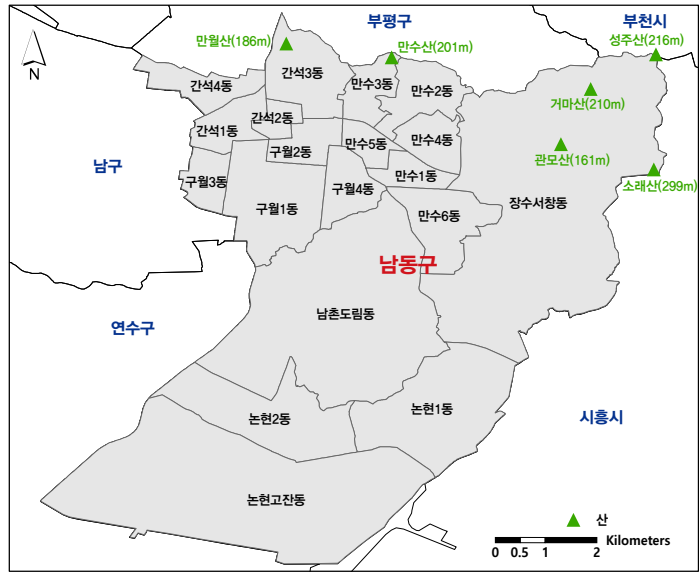 부평구
부천시
만월산(186m)
만수산(201m)
성주산(216m)
N
간석3동
만수3동
만수2동
간석4동
거마산(210m)
간석2동
간석1동
만수4동
만수5동
구월2동
관모산(161m)
남구
만수1동
구월3동
구월4동
소래산(299m)
구월1동
장수서창동
만수6동
남동구
남촌도림동
연수구
논현1동
논현2동
시흥시
논현고잔동
산
Kilometers
0 0.5 1 2